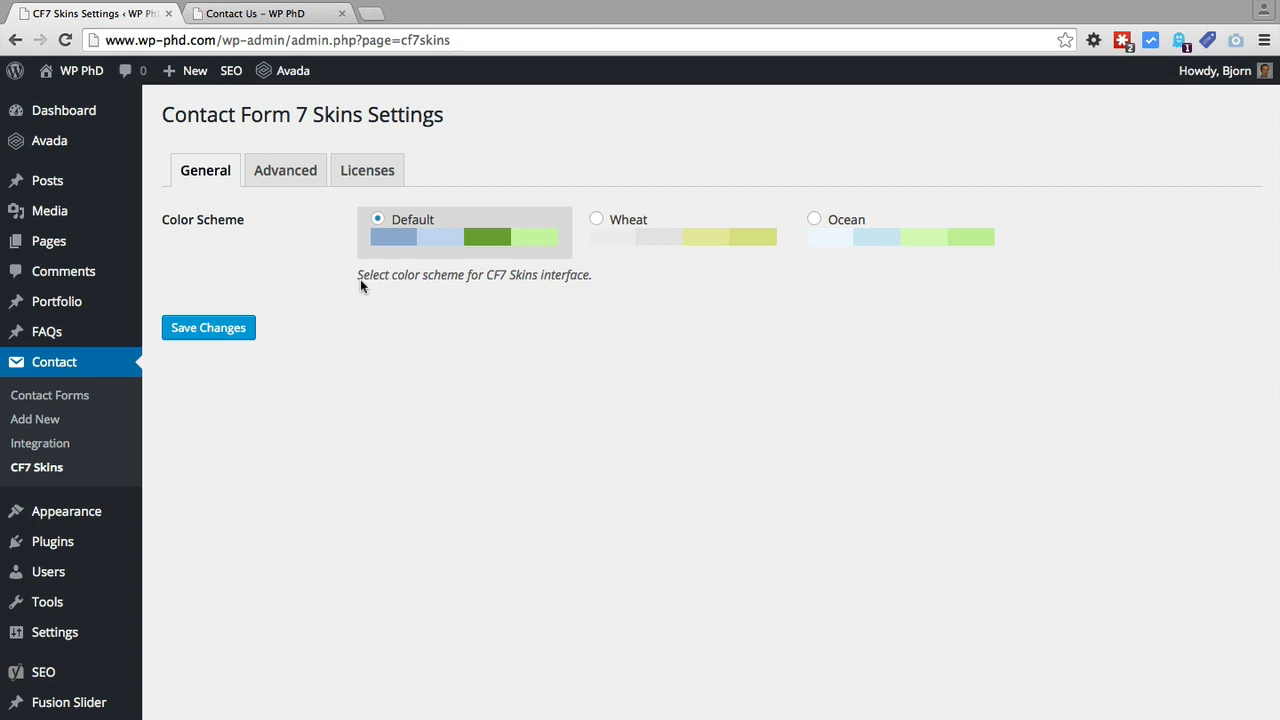 CF7 Skins Settings ‹ WP Ph
Contact Us – WP PhD
www.wp-phd.com/wp-admin/admin.php?page=cf7skins
2
1
WP PhD
0
New
SEO
Avada
Howdy, Bjorn
Dashboard
Avada
Posts
Media
Pages
Comments
Portfolio
FAQs
Contact
Contact Forms
Add New
Integration
CF7 Skins
Appearance
Plugins
Users
Tools
Settings
SEO
Fusion Slider
Contact Form 7 Skins Settings
General
Advanced
Licenses
Color Scheme
Default
Wheat
Ocean
Select color scheme for CF7 Skins interface.
Save Changes